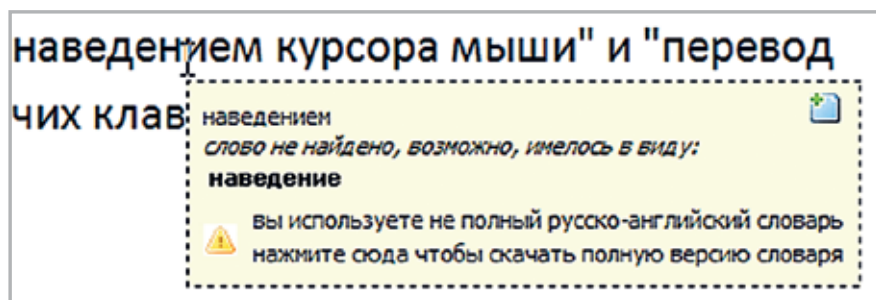 наведением курсора мыши" и "перевод
чих клав
наведением
слово не найдено, возможно, имелось в виду:
наведение
вы используете не полный русско-английский словарь
нажмите сюда чтобы скачать полную версию словаря